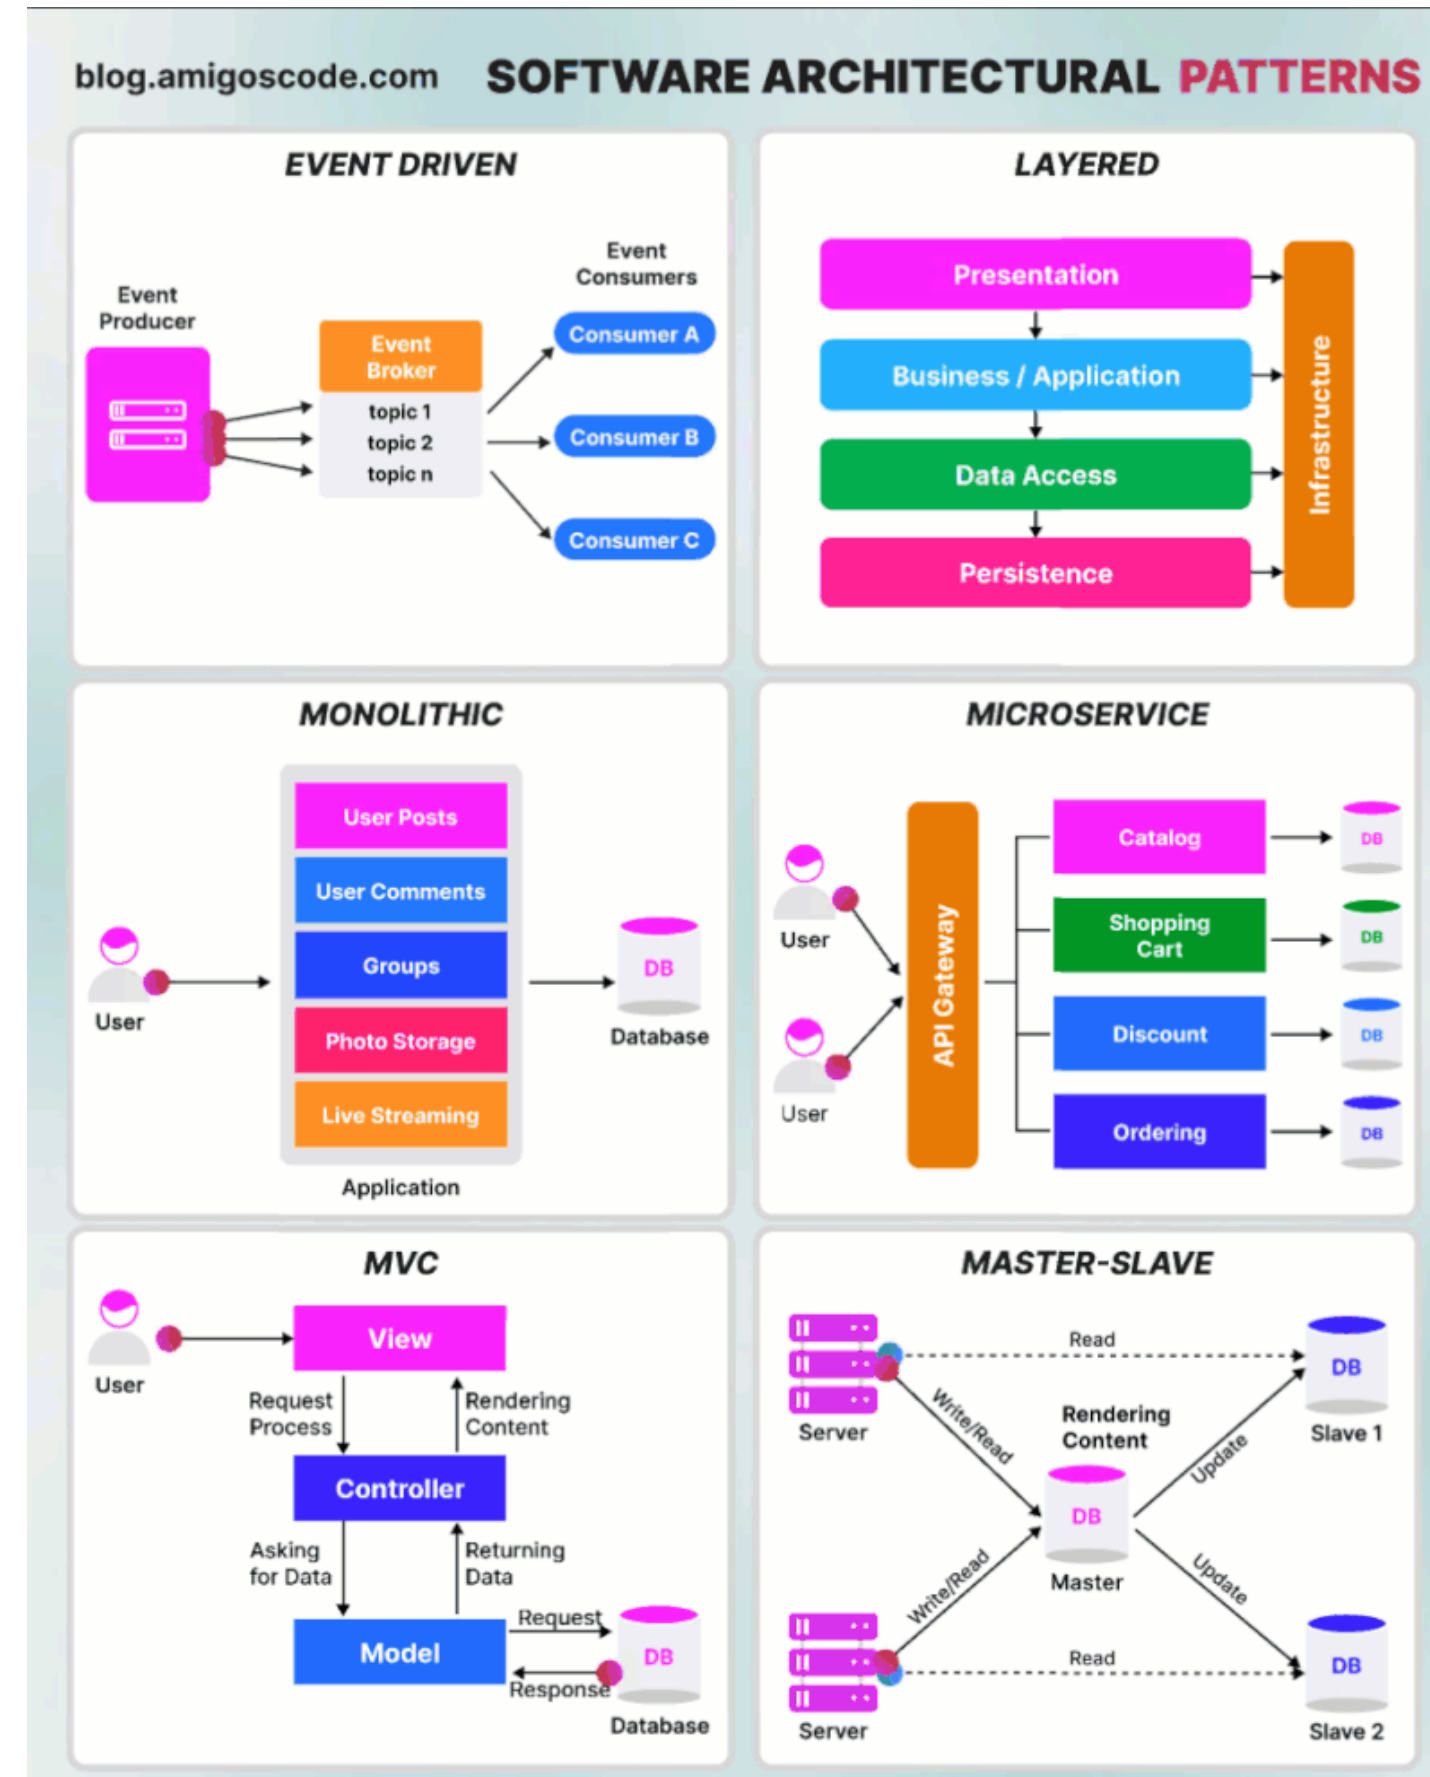 blog.amigoscode.com
SOFTWARE ARCHITECTURAL PATTERNS
EVENT DRIVEN
Event
Producer
Event
Broker
topic 1
topic 2
topic n
Event
Consumers
Consumer A
Consumer B
Consumer C
LAYERED
Presentation
Business / Application
Data Access
Persistence
Infrastructure
MONOLITHIC
User
User Posts
User Comments
Groups
Photo Storage
Live Streaming
Application
DB
Database
MICROSERVICE
User
User
API Gateway
Catalog
DB
Shopping
Cart
DB
Discount
DB
Ordering
DB
MVC
User
View
Request
Process
Rendering
Content
Controller
Asking
for Data
Returning
Data
Model
Request
Response
DB
Database
MASTER-SLAVE
Server
Read
Write/Read
Rendering
Content
DB
Master
Update
DB
Slave 1
Write/Read
Update
Server
Read
DB
Slave 2